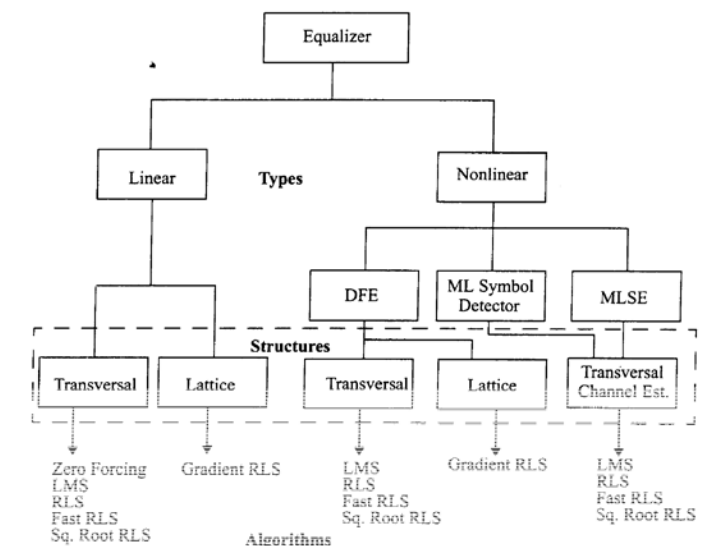 Equalizer
Linear
Types
Nonlinear
DFE
ML Symbol
Detector
MLSE
Structures
Transversal
Lattice
Transversal
Lattice
Transversal
Channel Est.
Zero Forcing
LMS
RLS
Fast RLS
Sq. Root RLS
Gradient RLS
LMS
RLS
Fast RLS
Sq. Root RLS
Gradient RLS
LMS
RLS
Fast RLS
Sq. Root RLS
Algorithms